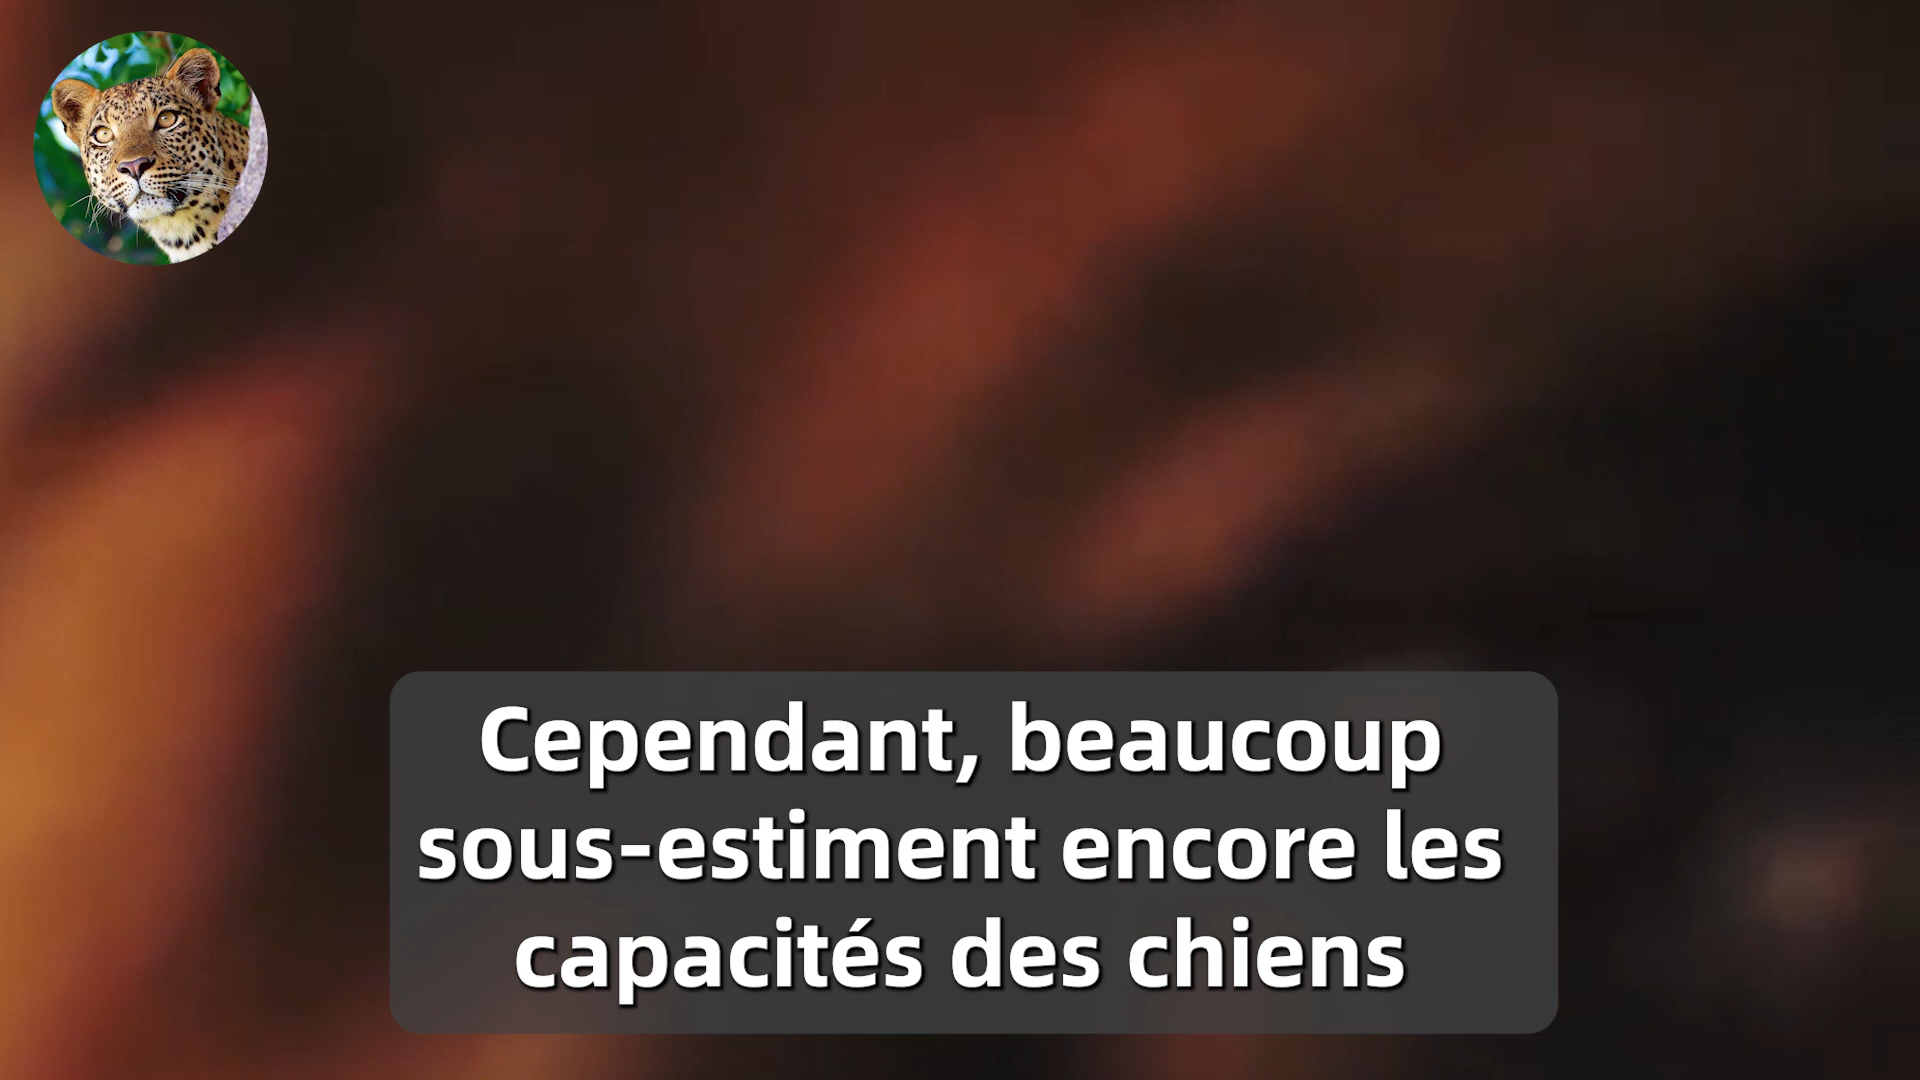 Cependant, beaucoup
sous-estiment encore les
capacités des chiens